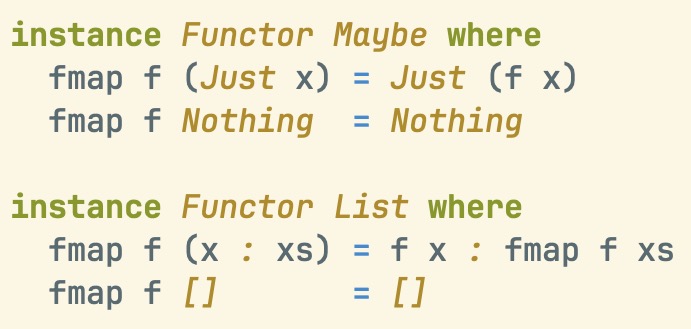 instance Functor Maybe where
  fmap f (Just x) = Just (f x)
  fmap f Nothing  = Nothing

instance Functor List where
  fmap f (x : xs) = f x : fmap f xs
  fmap f []       = []